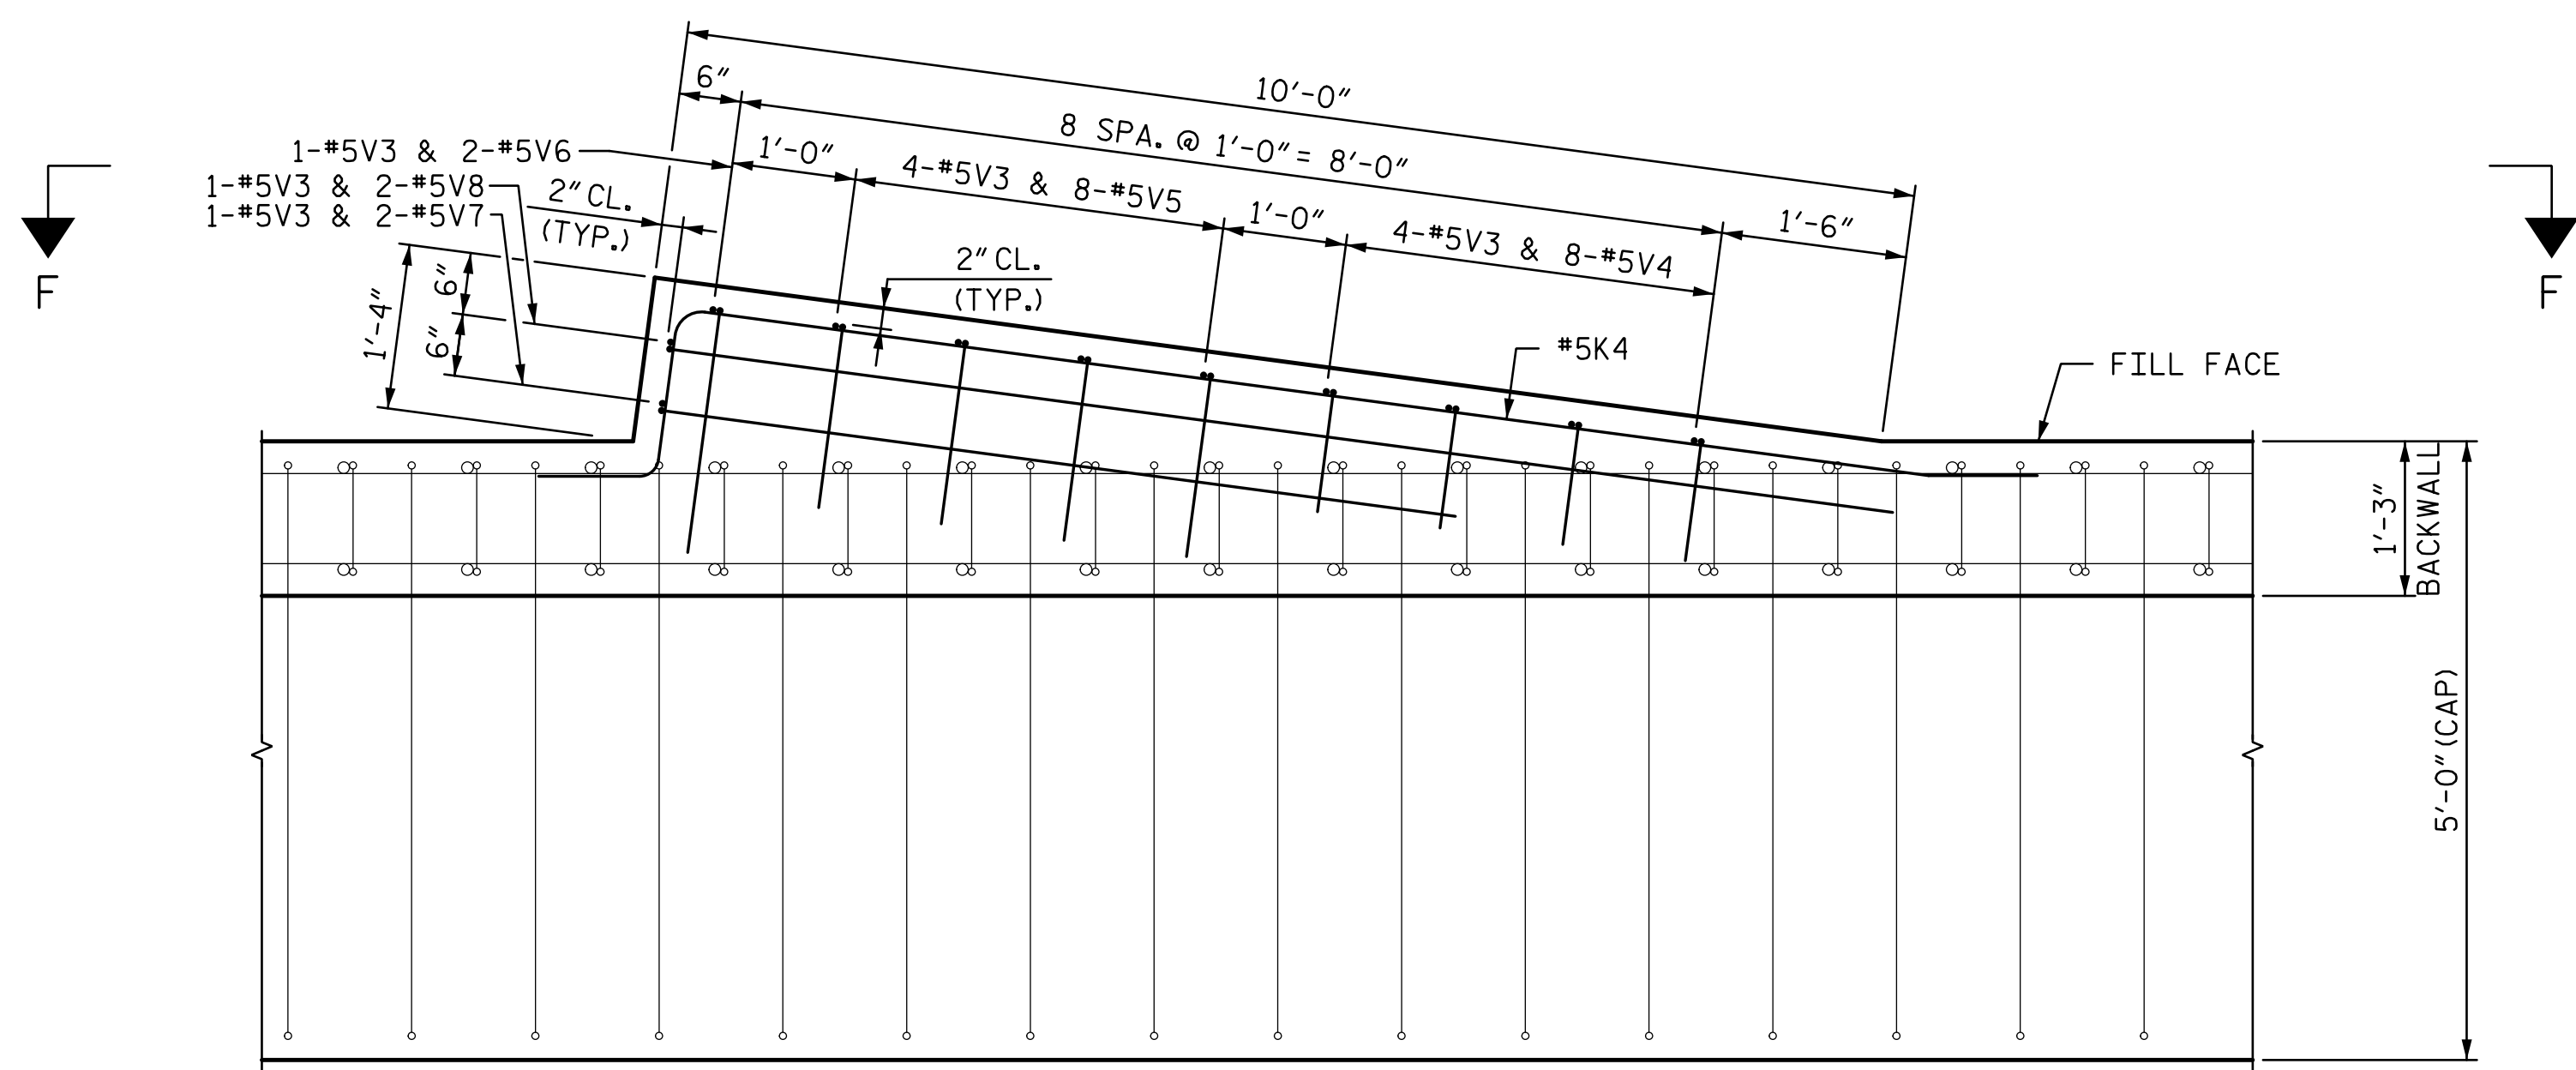 10'-0"
6"
8 SPA. @ 1'-0" = 8'-0"
1-#5V3 & 2-#5V6
1'-0"
4-#5V3 & 8-#5V5
1'-0"
4-#5V3 & 8-#5V4
1'-6"
1-#5V3 & 2-#5V8
1-#5V3 & 2-#5V7
2" CL.
(TYP.)
2" CL.
(TYP.)
F
F
6"
6"
1'-4"
#5K4
FILL FACE
1'-3"
BACKWALL
5'-0" (CAP)